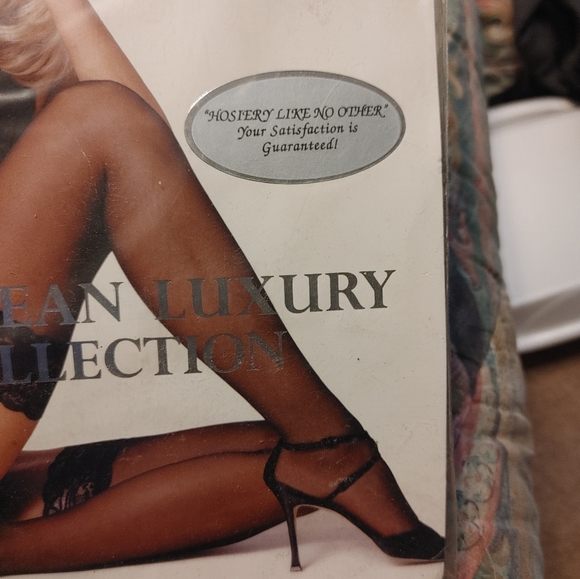 "HOSIERY LIKE NO OTHER"
Your Satisfaction is
Guaranteed!
EAN LUXURY
LLECTION